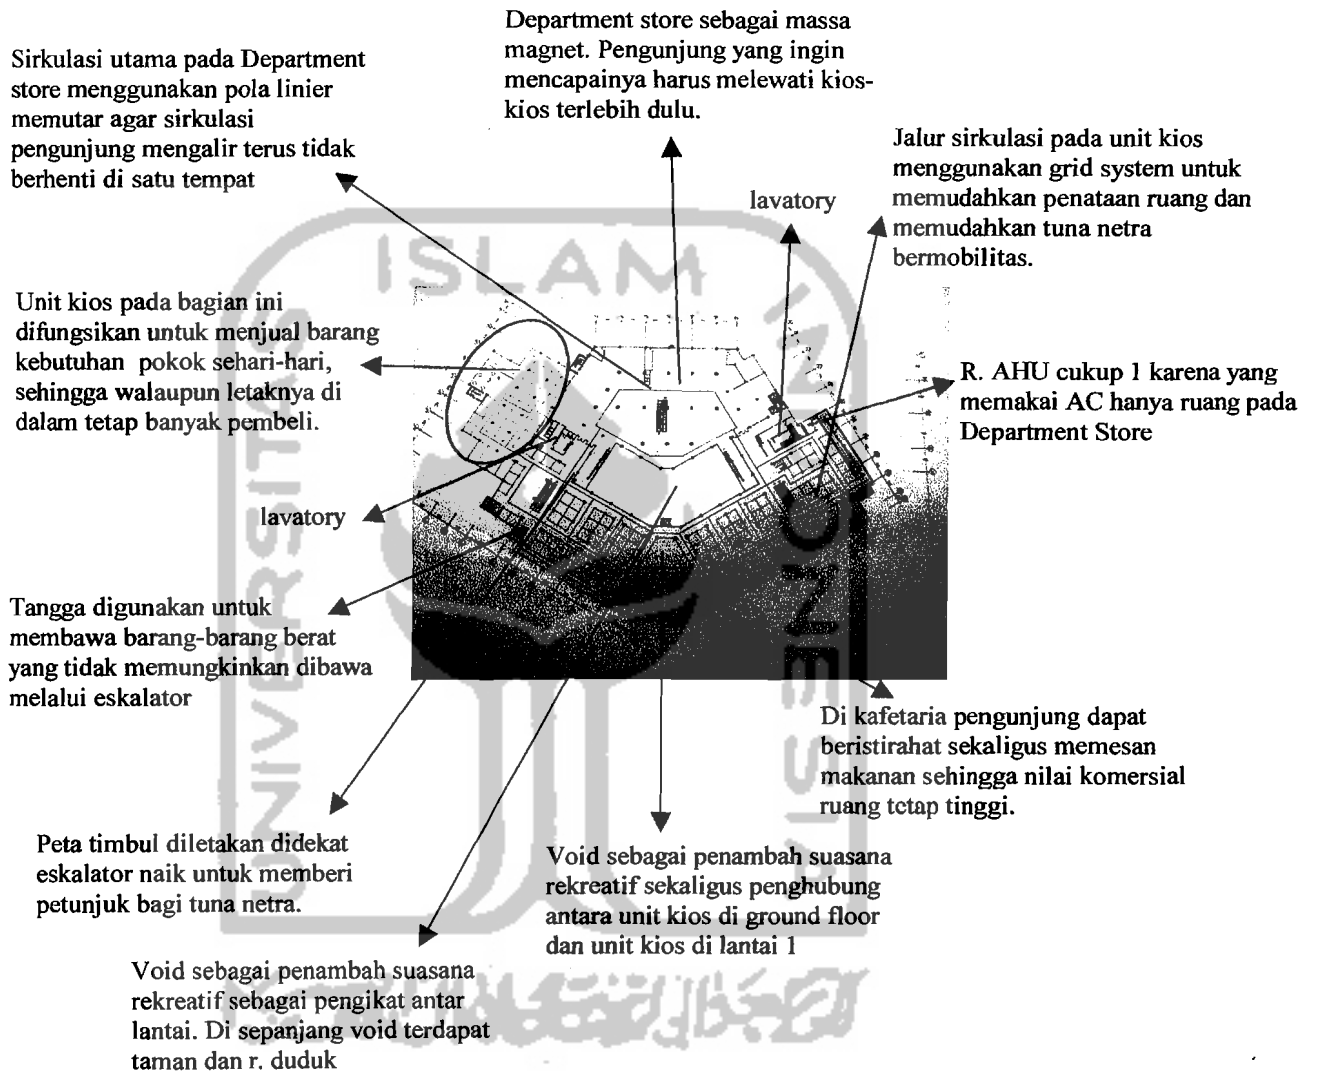 Department store sebagai massa
magnet. Pengunjung yang ingin
mencapainya harus melewati kios-
kios terlebih dulu.
Sirkulasi utama pada Department
store menggunakan pola linier
memutar agar sirkulasi
pengunjung mengalir terus tidak
berhenti di satu tempat
Jalur sirkulasi pada unit kios
menggunakan grid system untuk
memudahkan penataan ruang dan
memudahkan tuna netra
bermobilitas.
lavatory
Unit kios pada bagian ini
difungsikan untuk menjual barang
kebutuhan pokok sehari-hari,
sehingga walaupun letaknya di
dalam tetap banyak pembeli.
R. AHU cukup 1 karena yang
memakai AC hanya ruang pada
Department Store
lavatory
Tangga digunakan untuk
membawa barang-barang berat
yang tidak memungkinkan dibawa
melalui eskalator
Di kafetaria pengunjung dapat
beristirahat sekaligus memesan
makanan sehingga nilai komersial
ruang tetap tinggi.
Peta timbul diletakan didekat
eskalator naik untuk memberi
petunjuk bagi tuna netra.
Void sebagai penambah suasana
rekreatif sekaligus penghubung
antara unit kios di ground floor
dan unit kios di lantai 1
Void sebagai penambah suasana
rekreatif sebagai pengikat antar
lantai. Di sepanjang void terdapat
taman dan r. duduk
UNIVERSITAS
ISLAM
INDONESIA